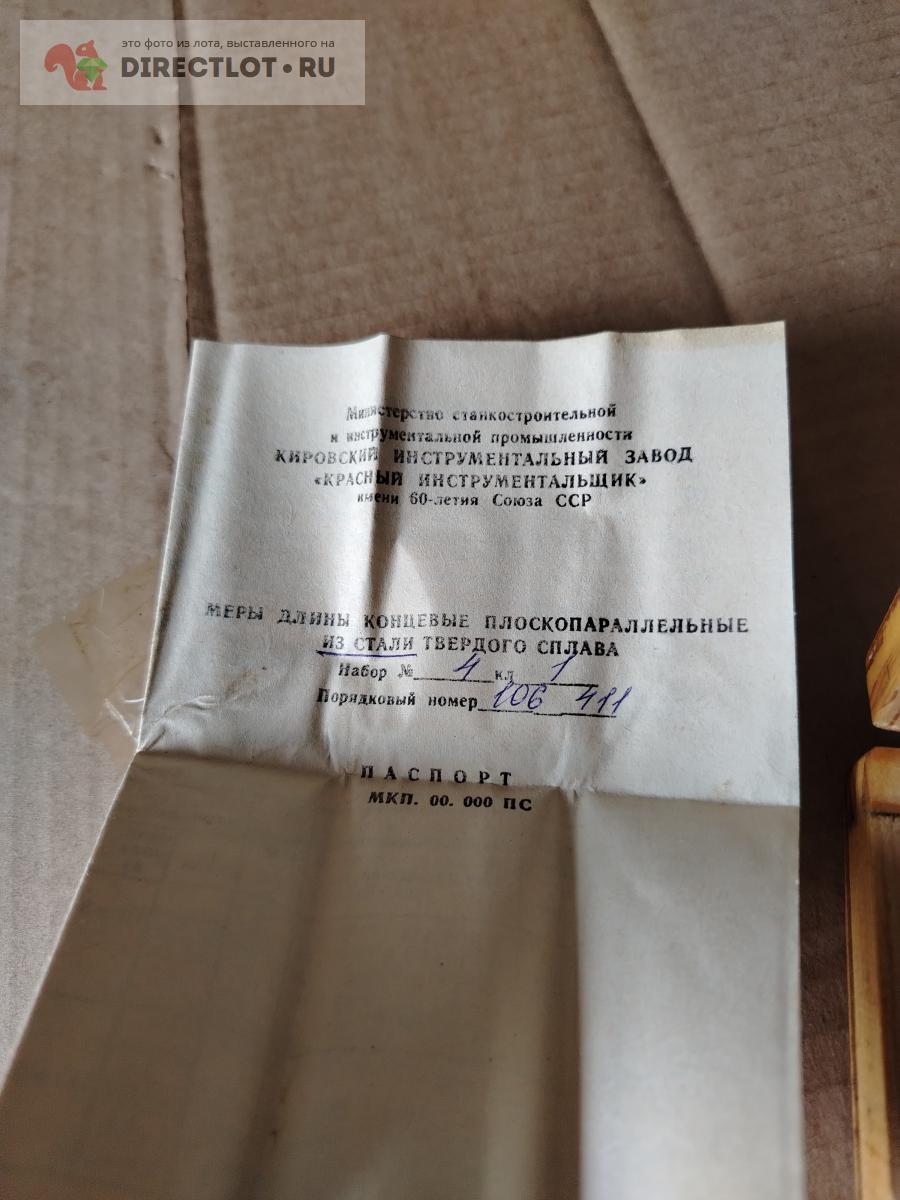 это фото из лота, выставленного на
DIRECTLOT•RU
Министерство станкостроительной
и инструментальной промышленности
КИРОВСКИЙ ИНСТРУМЕНТАЛЬНЫЙ ЗАВОД
«КРАСНЫЙ ИНСТРУМЕНТАЛЬЩИК»
имени 60-летия Союза ССР
МЕРЫ ДЛИНЫ КОНЦЕВЫЕ ПЛОСКОПАРАЛЛЕЛЬНЫЕ
ИЗ СТАЛИ ТВЕРДОГО СПЛАВА
Набор № 4 кл 1
Порядковый номер 106 411
ПАСПОРТ
МКП. 00. 000 ПС